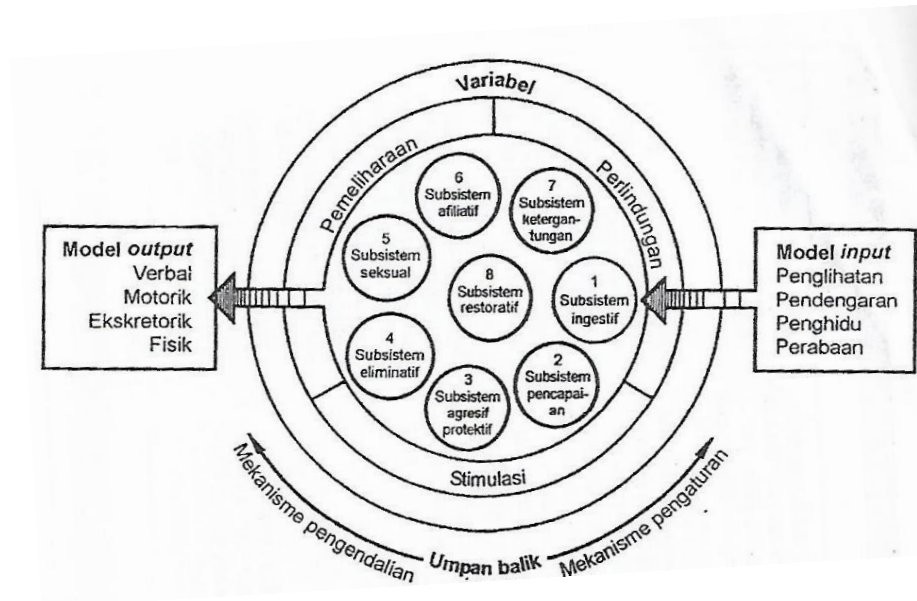 Variabel
Pemeliharaan
Perlindungan
6
Subsistem
afiliatif
7
Subsistem
ketergan-
tungan
5
Subsistem
seksual
8
Subsistem
restoratif
1
Subsistem
ingestif
4
Subsistem
eliminatif
3
Subsistem
agresif
protektif
2
Subsistem
pencapai-
an
Stimulasi
Model output
Verbal
Motorik
Ekskretorik
Fisik
Model input
Penglihatan
Pendengaran
Penghidu
Perabaan
Mekanisme pengendalian
Umpan balik
Mekanisme pengaturan